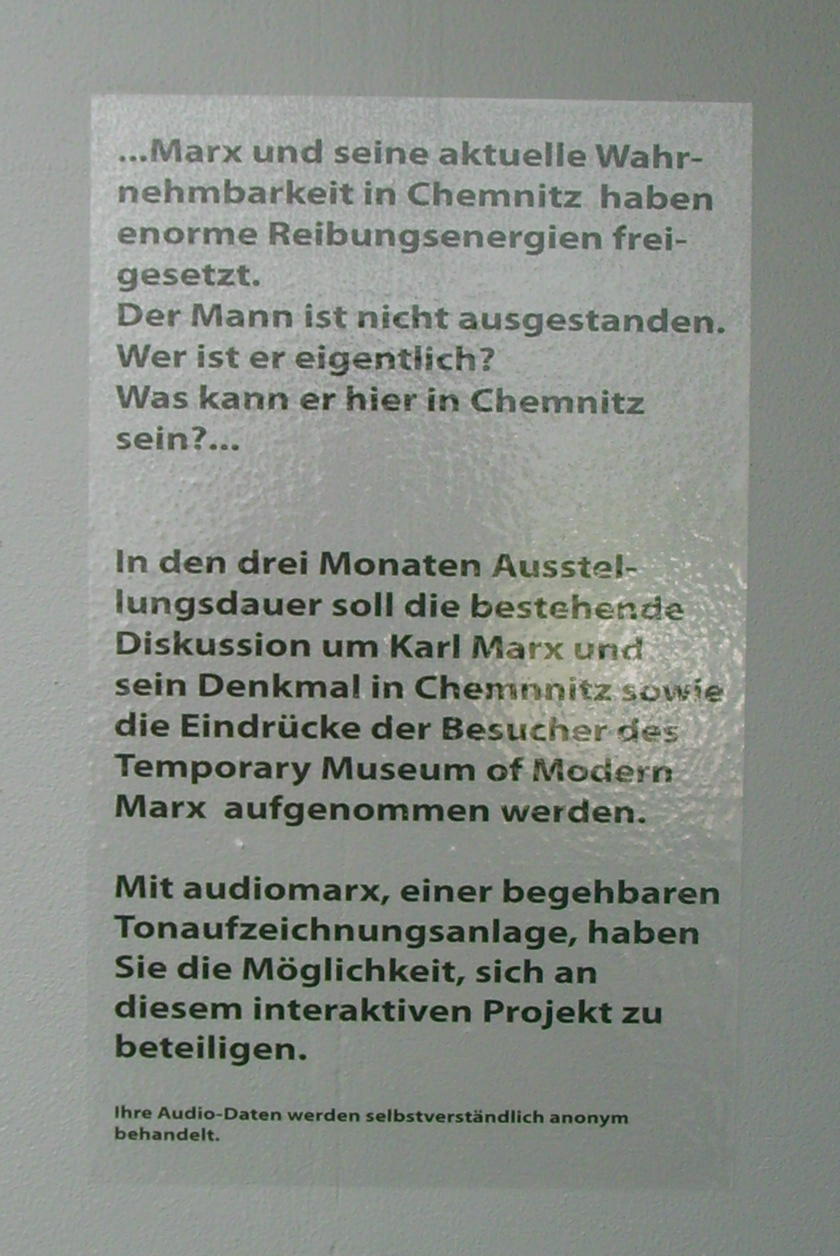 ...Marx und seine aktuelle Wahr-
nehmbarkeit in Chemnitz haben
enorme Reibungsenergien frei-
gesetzt.
Der Mann ist nicht ausgestanden.
Wer ist er eigentlich?
Was kann er hier in Chemnitz
sein?...
In den drei Monaten Ausstel-
lungsdauer soll die bestehende
Diskussion um Karl Marx und
sein Denkmal in Chemnnitz sowie
die Eindrücke der Besucher des
Temporary Museum of Modern
Marx aufgenommen werden.
Mit audiomarx, einer begehbaren
Tonaufzeichnungsanlage, haben
Sie die Möglichkeit, sich an
diesem interaktiven Projekt zu
beteiligen.
Ihre Audio-Daten werden selbstverständlich anonym
behandelt.